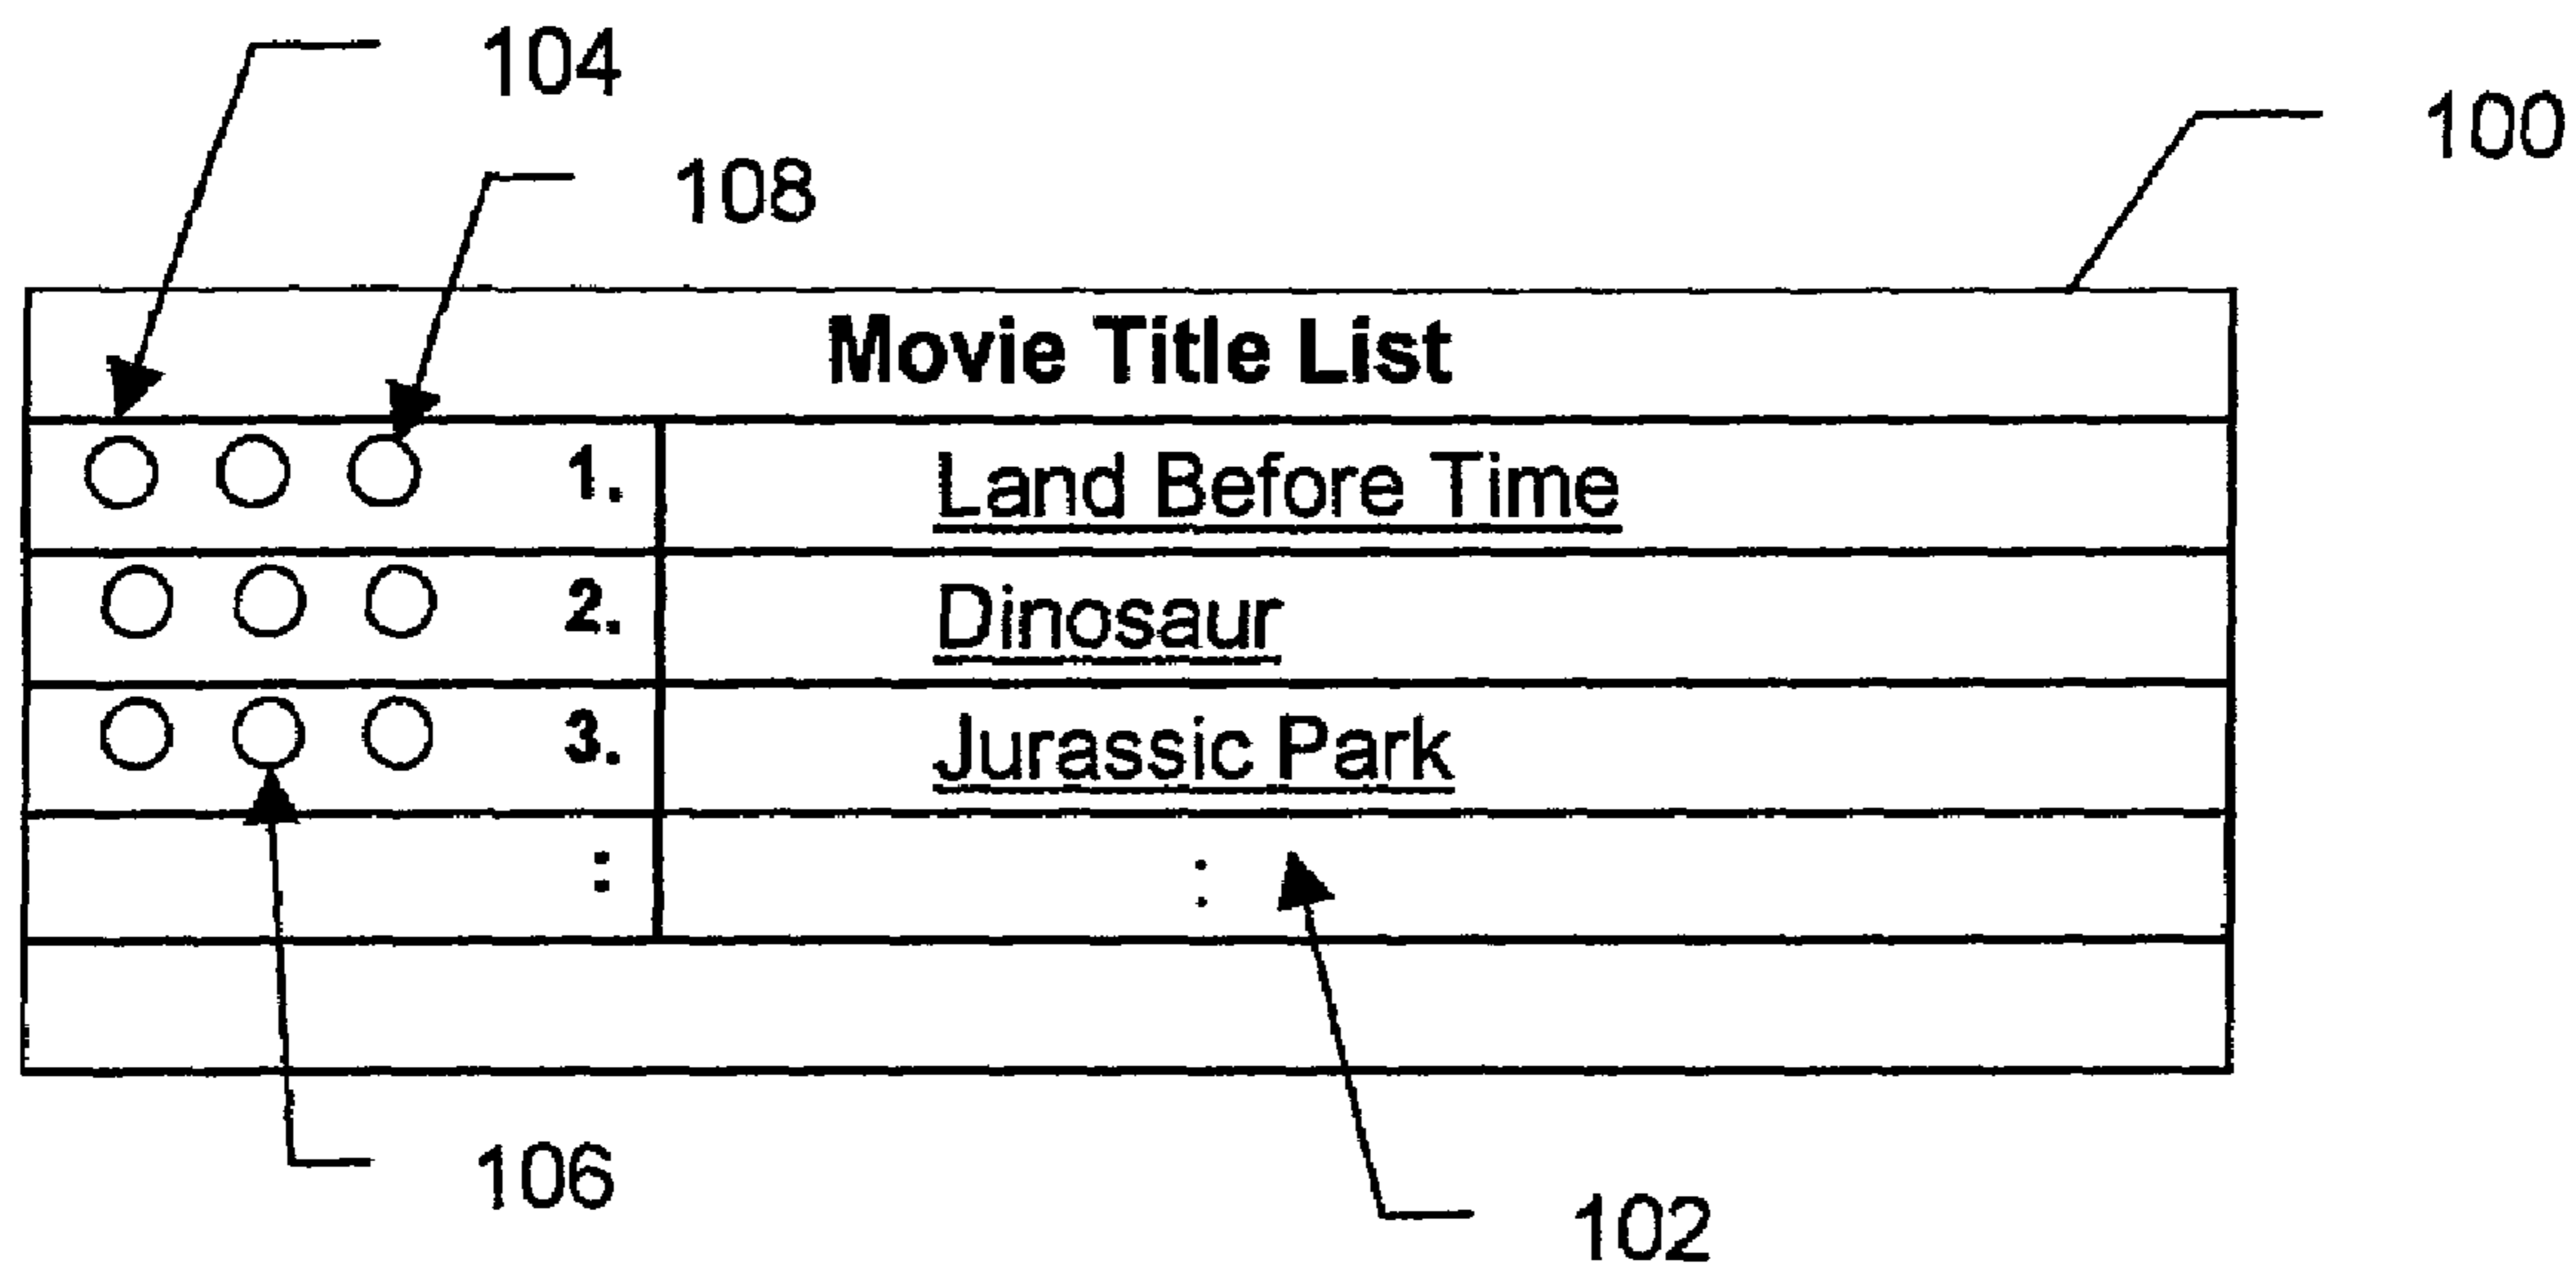 104
100
108
Movie Title List
1. Land Before Time
2. Dinosaur
3. Jurassic Park
: :
106
102